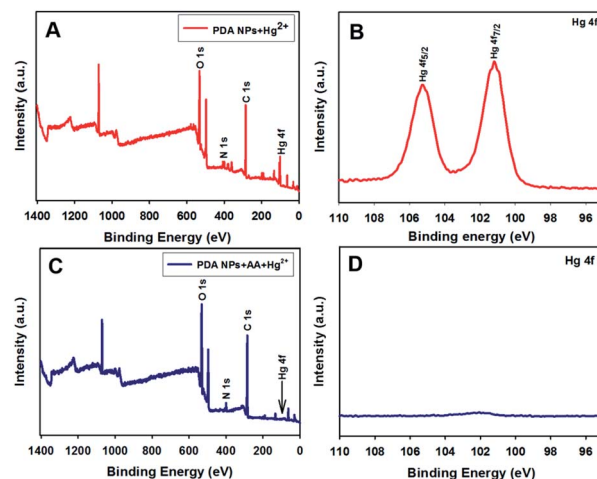 A
PDA NPs+Hg2+
O 1s
C 1s
N 1s
Hg 4f
Intensity (a.u.)
1400 1200 1000 800 600 400 200 0
Binding Energy (eV)
B
Hg 4f
Hg 4f5/2
Hg 4f7/2
Intensity (a.u.)
110 108 106 104 102 100 98 96
Binding energy (eV)
C
PDA NPs+AA+Hg2+
O 1s
C 1s
N 1s
Hg 4f
Intensity (a.u.)
1400 1200 1000 800 600 400 200 0
Binding Energy (eV)
D
Hg 4f
Intensity (a.u.)
110 108 106 104 102 100 98 96
Binding Energy (eV)